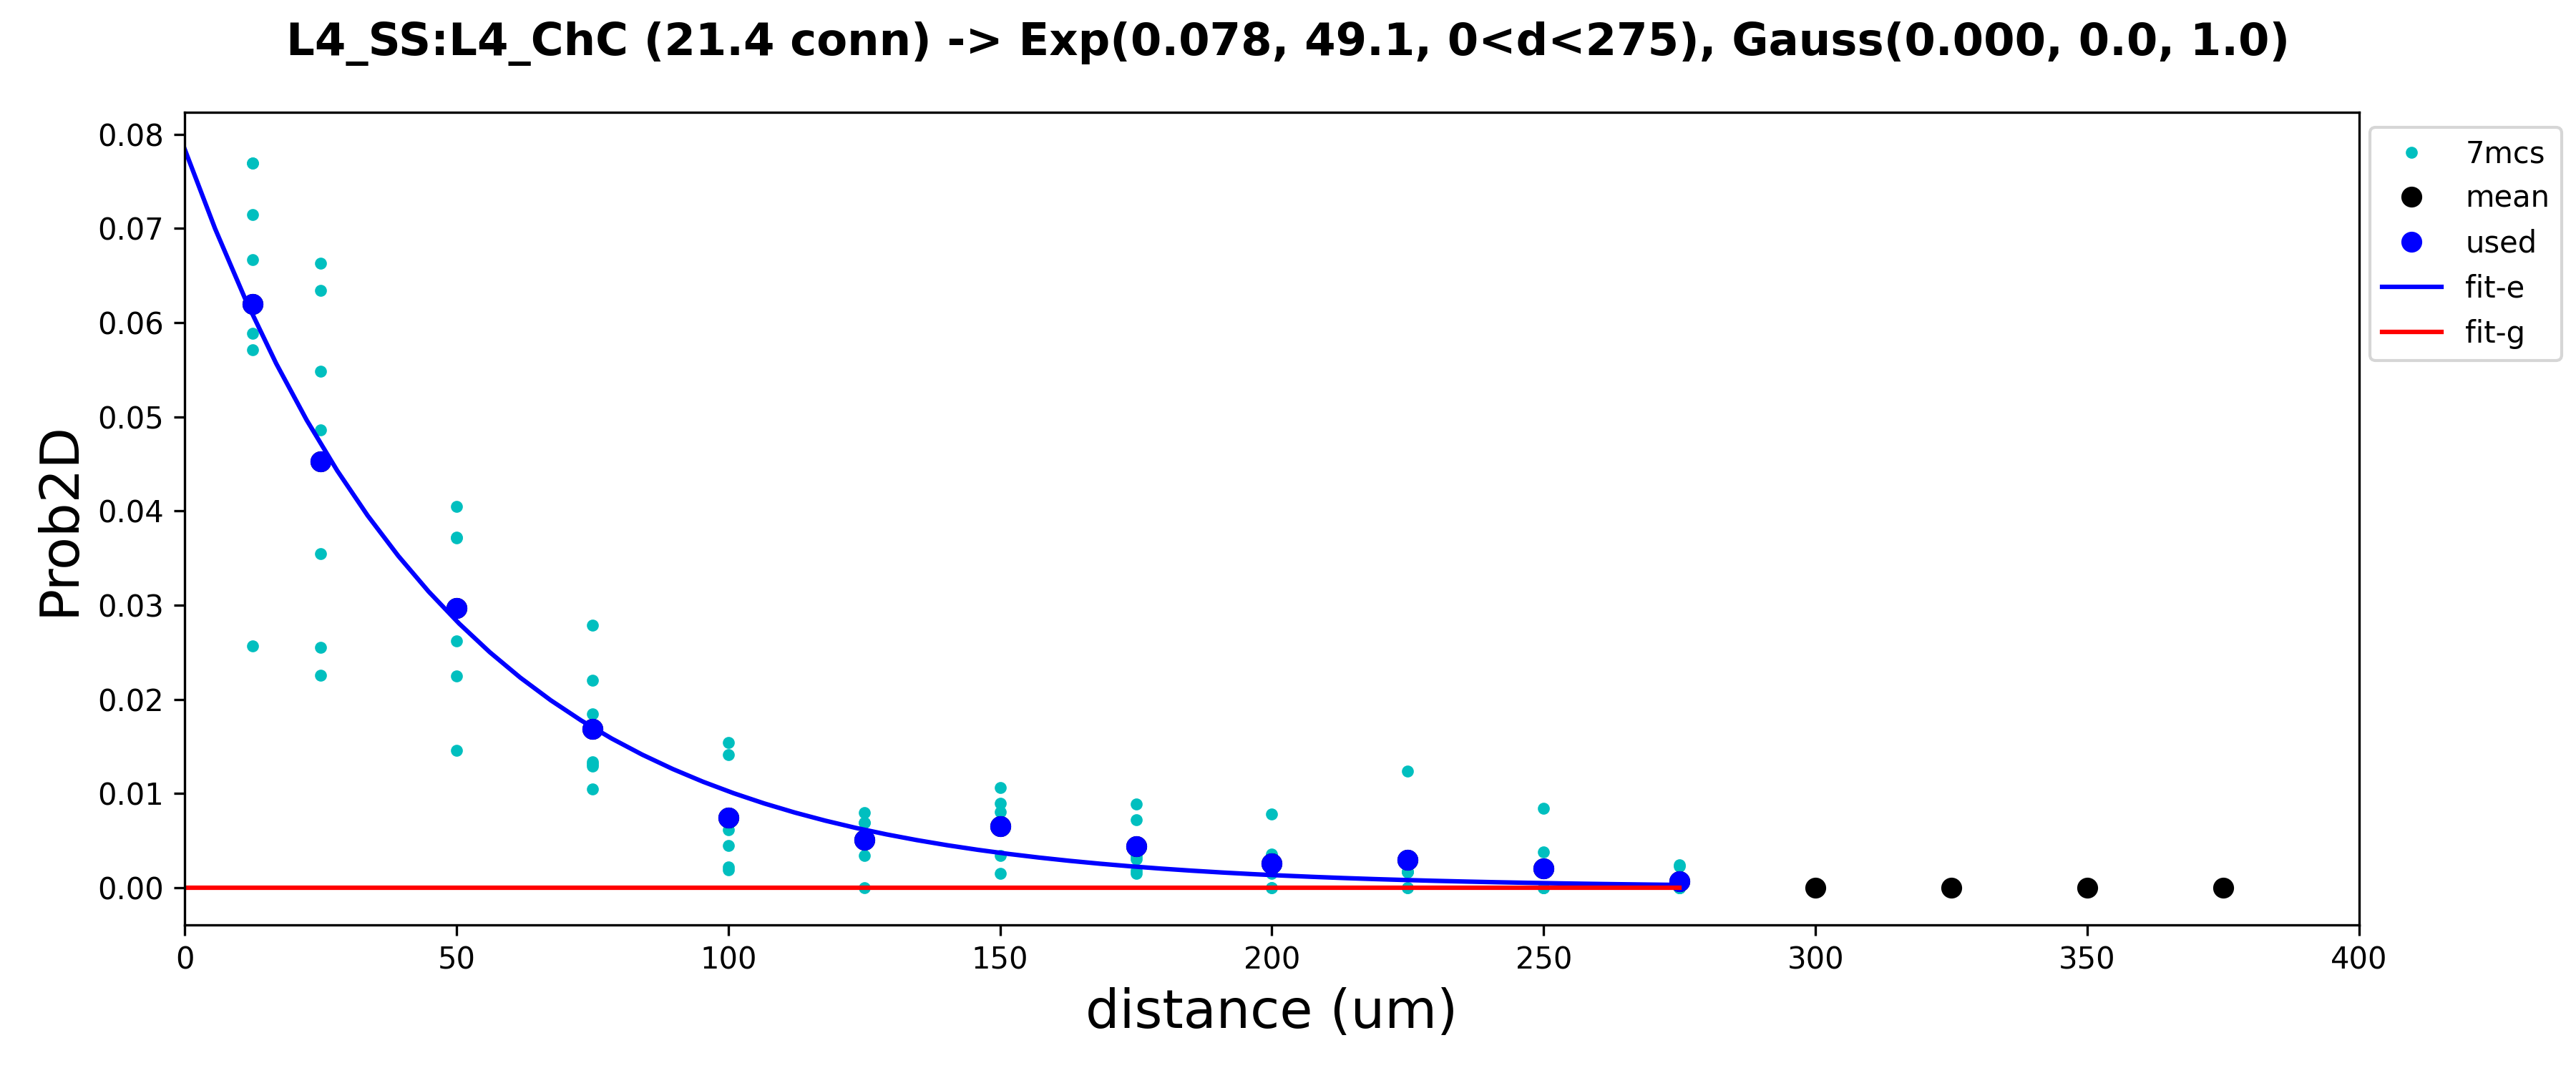 L4_SS:L4_ChC (21.4 conn) -> Exp(0.078, 49.1, 0<d<275), Gauss(0.000, 0.0, 1.0)
0.08
0.07
0.06
0.05
0.04
0.03
0.02
0.01
0.00
Prob2D
0 50 100 150 200 250 300 350 400
distance (um)
7mcs
mean
used
fit-e
fit-g